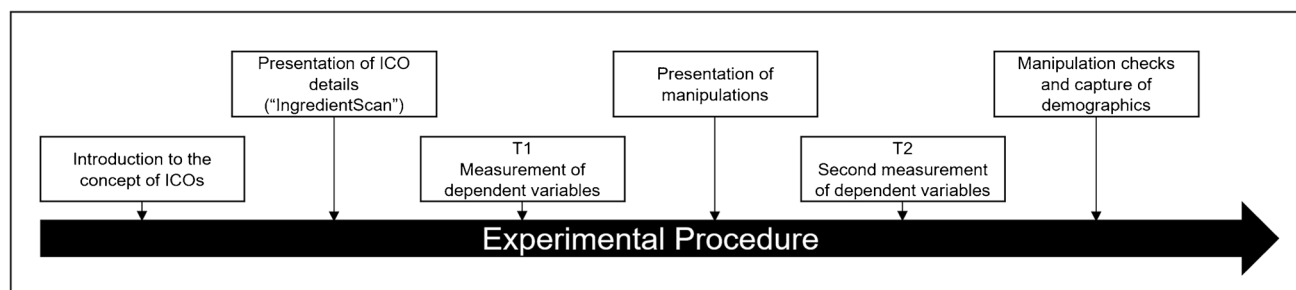 Introduction to the
concept of ICOs
Presentation of ICO
details
(“IngredientScan”)
T1
Measurement of
dependent variables
Presentation of
manipulations
T2
Second measurement
of dependent variables
Manipulation checks
and capture of
demographics
Experimental Procedure